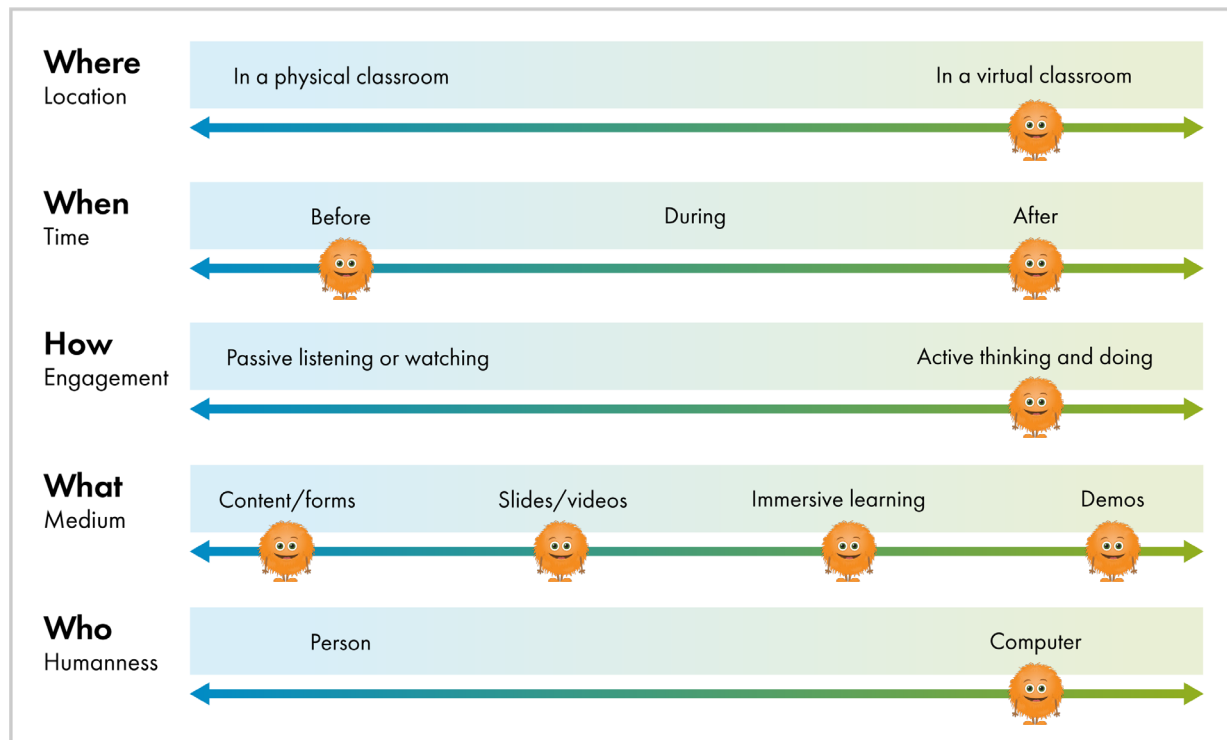 Where
Location
In a physical classroom
In a virtual classroom
When
Time
Before
During
After
How
Engagement
Passive listening or watching
Active thinking and doing
What
Medium
Content/forms
Slides/videos
Immersive learning
Demos
Who
Humanness
Person
Computer